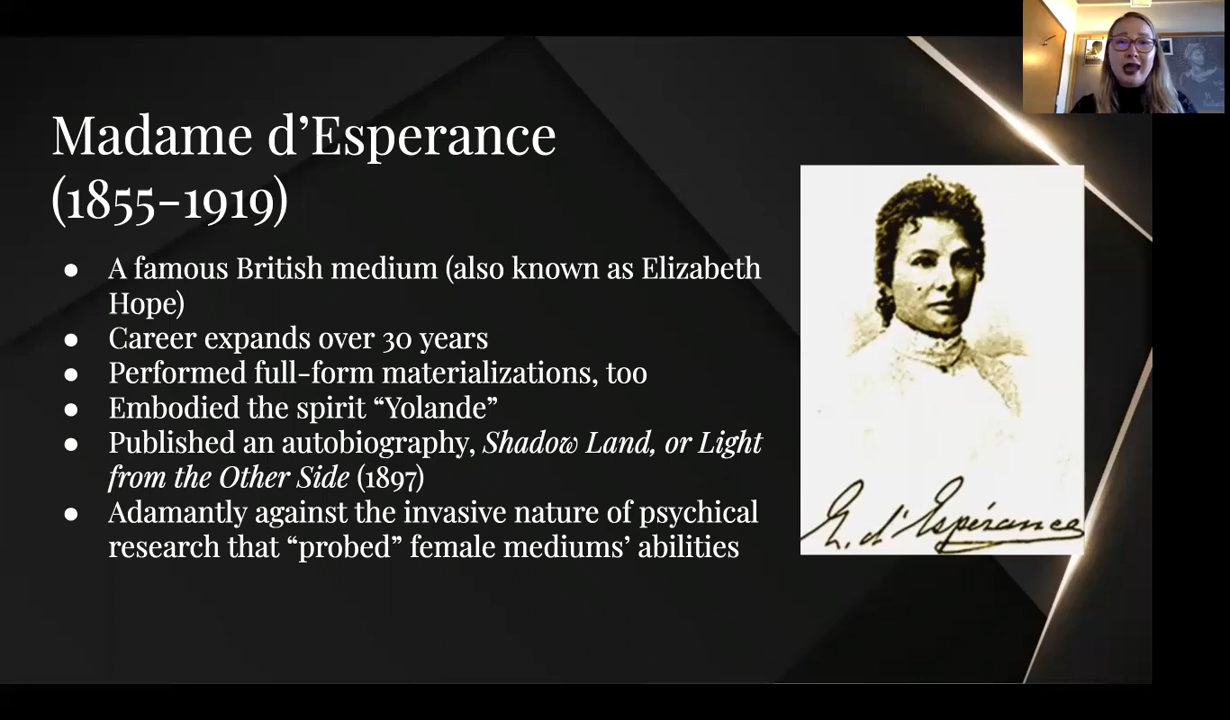 Madame d’Esperance
(1855-1919)
● A famous British medium (also known as Elizabeth
Hope)
● Career expands over 30 years
● Performed full-form materializations, too
● Embodied the spirit “Yolande”
● Published an autobiography, Shadow Land, or Light
from the Other Side (1897)
● Adamantly against the invasive nature of psychical
research that “probed” female mediums’ abilities
E. d'Espérance